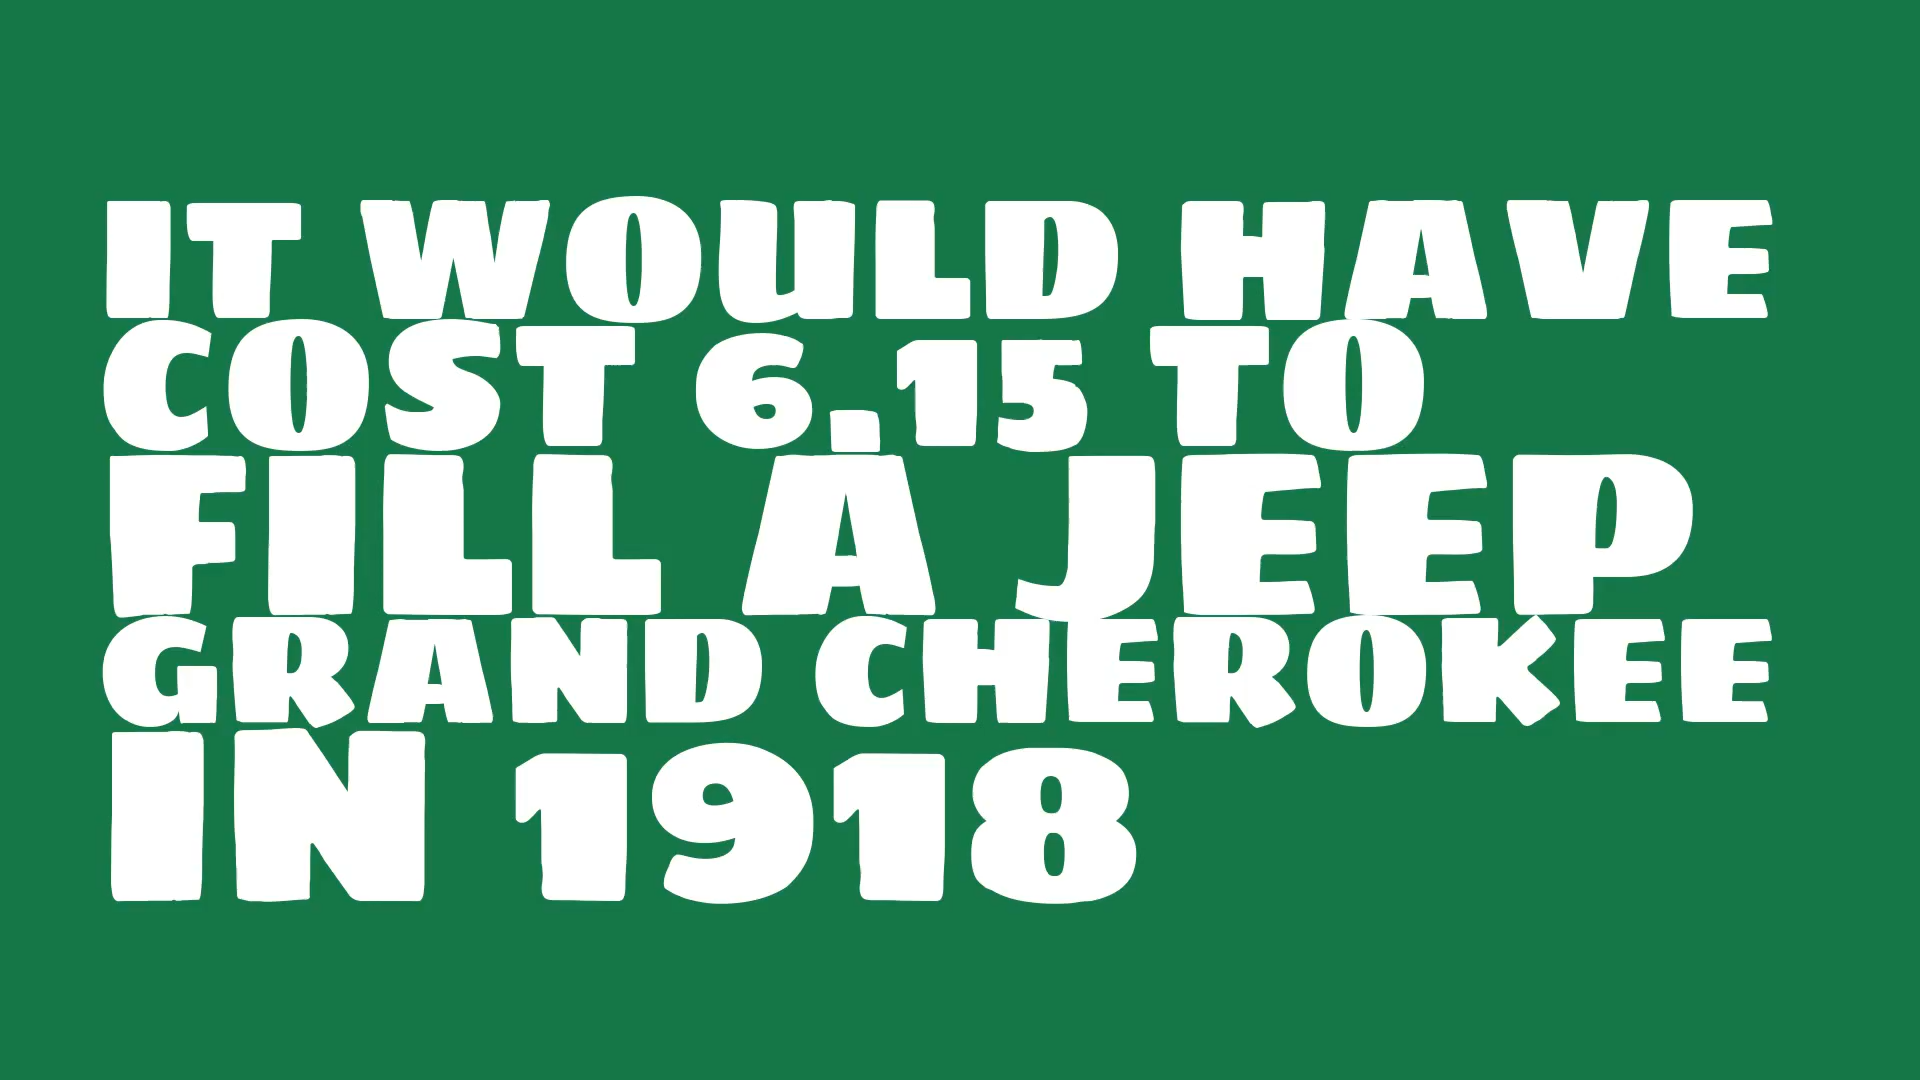 IT WOULD HAVE
COST 6.15 TO
FILL A JEEP
GRAND CHEROKEE
IN 1918